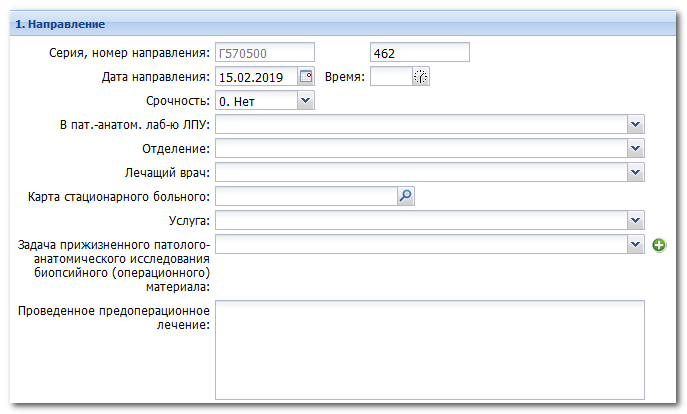 1. Направление
Серия, номер направления: Г570500 462
Дата направления: 15.02.2019 Время:
Срочность: 0. Нет
В пат.-анатом. лаб-ю ЛПУ:
Отделение:
Лечащий врач:
Карта стационарного больного:
Услуга:
Задача прижизненного патолого-
анатомического исследования
биопсийного (операционного)
материала:
Проведенное предоперационное
лечение: